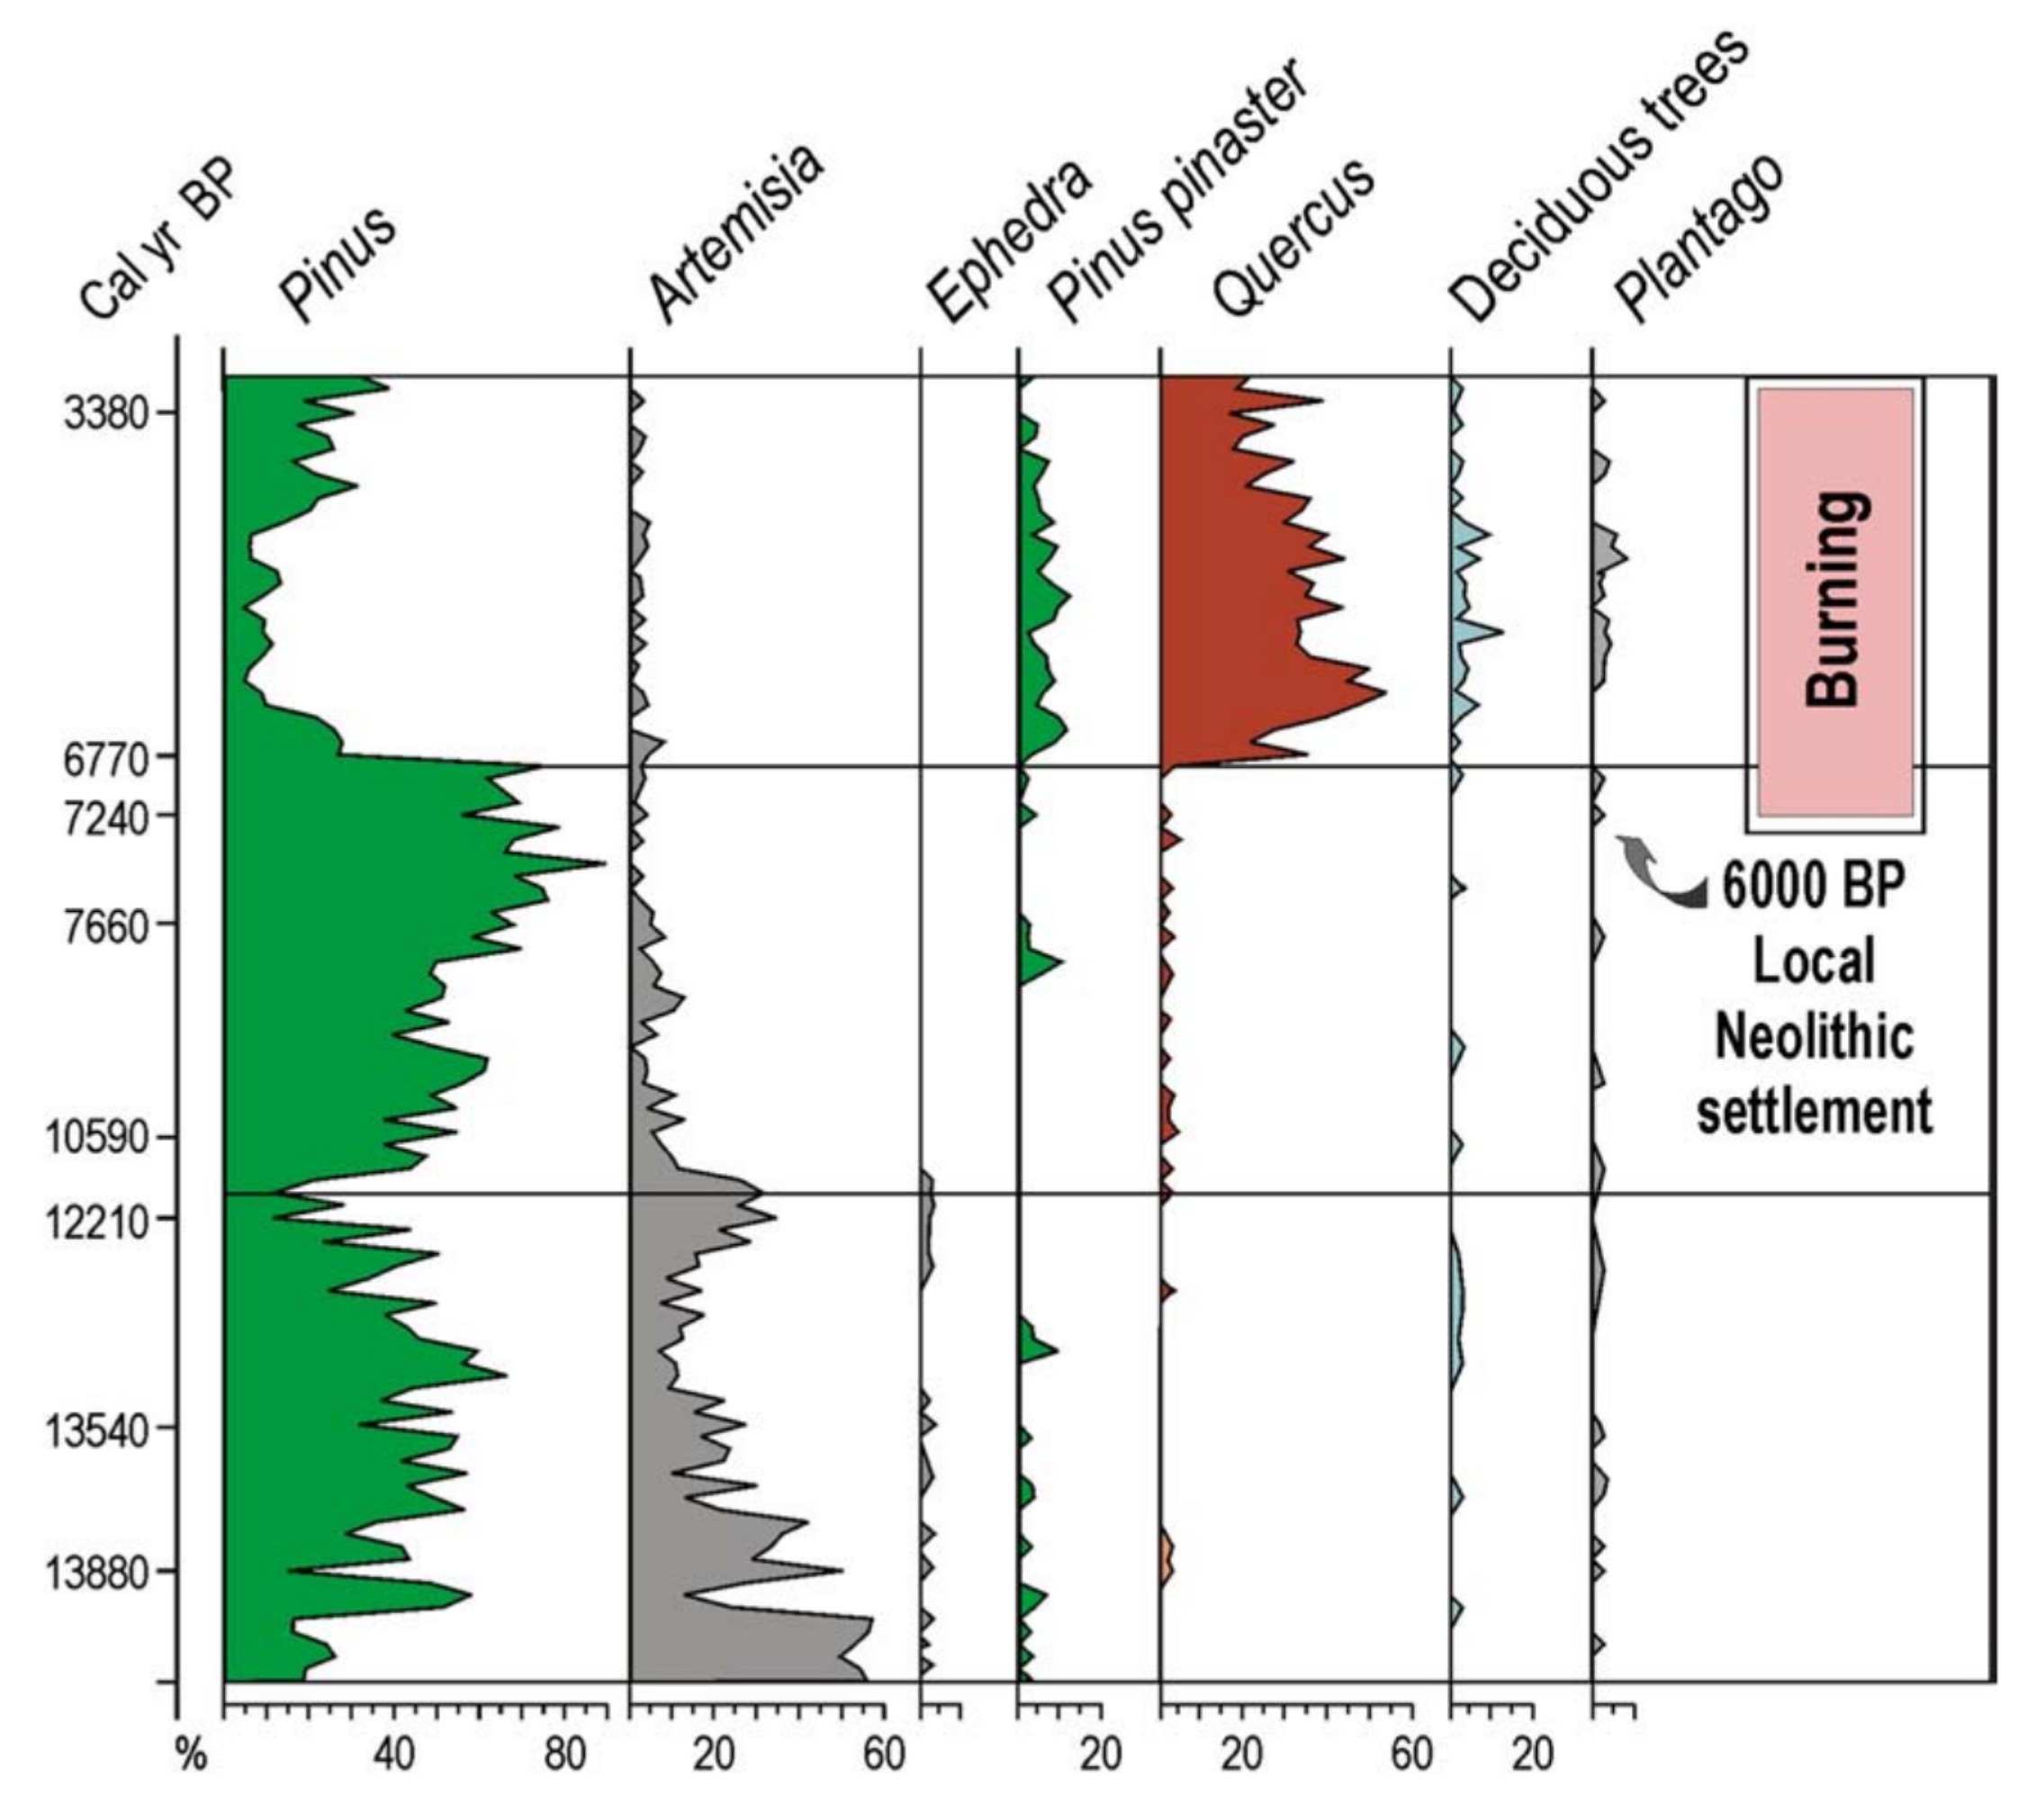 Cal yr BP
Pinus
Artemisia
Ephedra
Pinus pinaster
Quercus
Deciduous trees
Plantago
3380
6770
7240
7660
10590
12210
13540
13880
Burning
6000 BP
Local
Neolithic
settlement
% 40 80 20 60 20 20 60 20